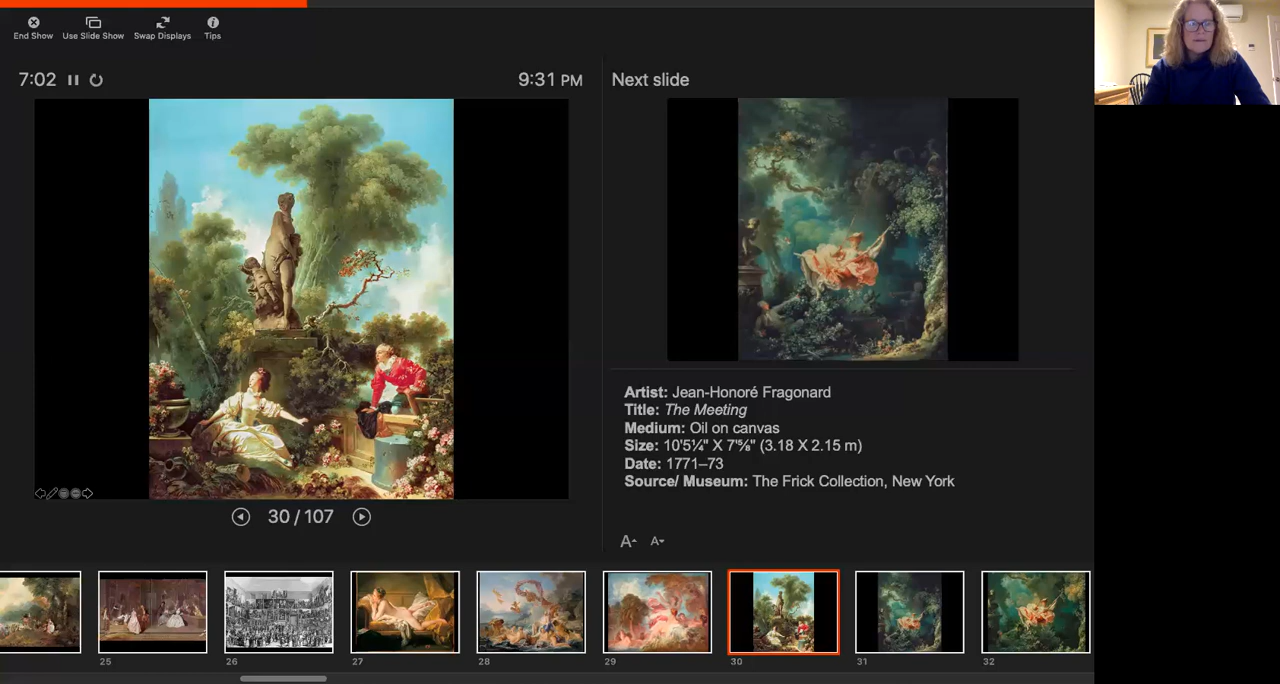 End Show
Use Slide Show
Swap Displays
Tips
7:02
9:31 PM
Next slide
Artist: Jean-Honoré Fragonard
Title: The Meeting
Medium: Oil on canvas
Size: 10'5¼" X 7'⅝" (3.18 X 2.15 m)
Date: 1771–73
Source/ Museum: The Frick Collection, New York
30 / 107
A A
25
26
27
28
29
30
31
32